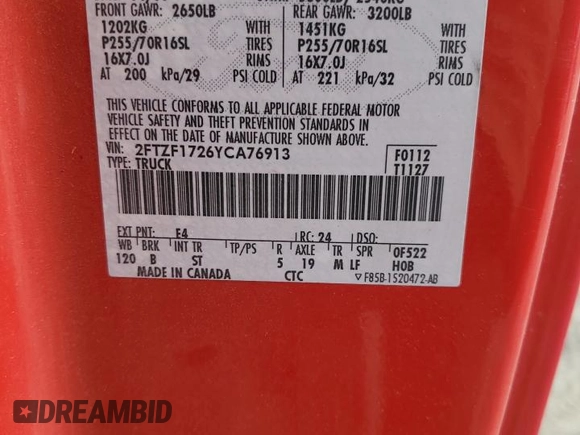 FRONT GAWR: 2650LB REAR GAWR: 3200LB
1202KG WITH 1451KG WITH
P255/70R16SL TIRES P255/70R16SL TIRES
16X7.0J RIMS 16X7.0J RIMS
AT 200 kPa/29 PSI COLD AT 221 kPa/32 PSI COLD
THIS VEHICLE CONFORMS TO ALL APPLICABLE FEDERAL MOTOR
VEHICLE SAFETY AND THEFT PREVENTION STANDARDS IN
EFFECT ON THE DATE OF MANUFACTURE SHOWN ABOVE.
VIN: 2FTZF1726YCA76913 F0112
TYPE: TRUCK T1127
EXT PNT: E4 RC: 24 DSO:
WB BRK INT TR TP/PS R AXLE TR SPR 0F522
120 B ST 5 19 M LF HOB
MADE IN CANADA CTC F85B-1520472-AB
DREAMBID